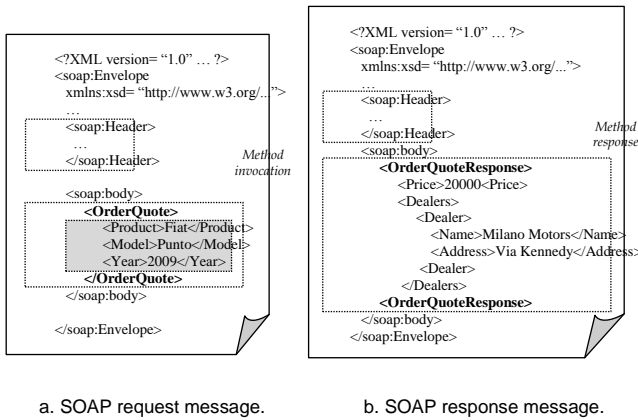 <?XML version= “1.0” … ?>
<soap:Envelope
xmlns:xsd= “http://www.w3.org/...”>
…
<soap:Header>
…
</soap:Header>
Method
invocation
<soap:body>
<OrderQuote>
<Product>Fiat</Product>
<Model>Punto</Model>
<Year>2009</Year>
</OrderQuote>
</soap:body>
</soap:Envelope>
a. SOAP request message.
<?XML version= “1.0” … ?>
<soap:Envelope
xmlns:xsd= “http://www.w3.org/...”>
…
<soap:Header>
…
</soap:Header>
Method
response
<soap:body>
<OrderQuoteResponse>
<Price>20000<Price>
<Dealers>
<Dealer>
<Name>Milano Motors</Name>
<Address>Via Kennedy</Address>
<Dealer>
</Dealers>
<OrderQuoteResponse>
</soap:body>
</soap:Envelope>
b. SOAP response message.